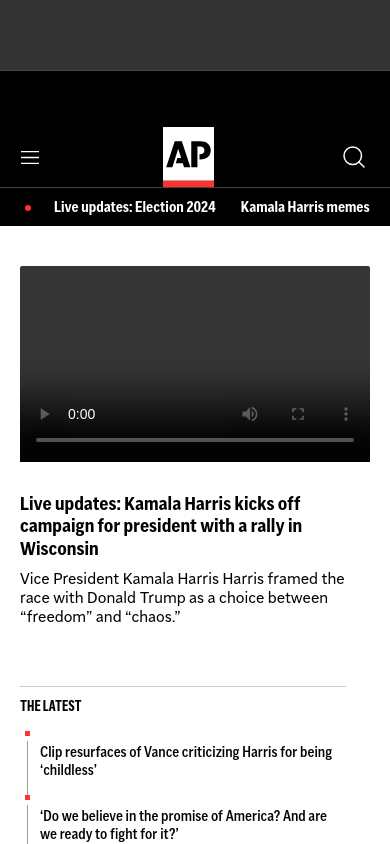 AP
Live updates: Election 2024
Kamala Harris memes
0:00
Live updates: Kamala Harris kicks off
campaign for president with a rally in
Wisconsin
Vice President Kamala Harris Harris framed the
race with Donald Trump as a choice between
“freedom” and “chaos.”
THE LATEST
Clip resurfaces of Vance criticizing Harris for being
‘childless’
‘Do we believe in the promise of America? And are
we ready to fight for it?’